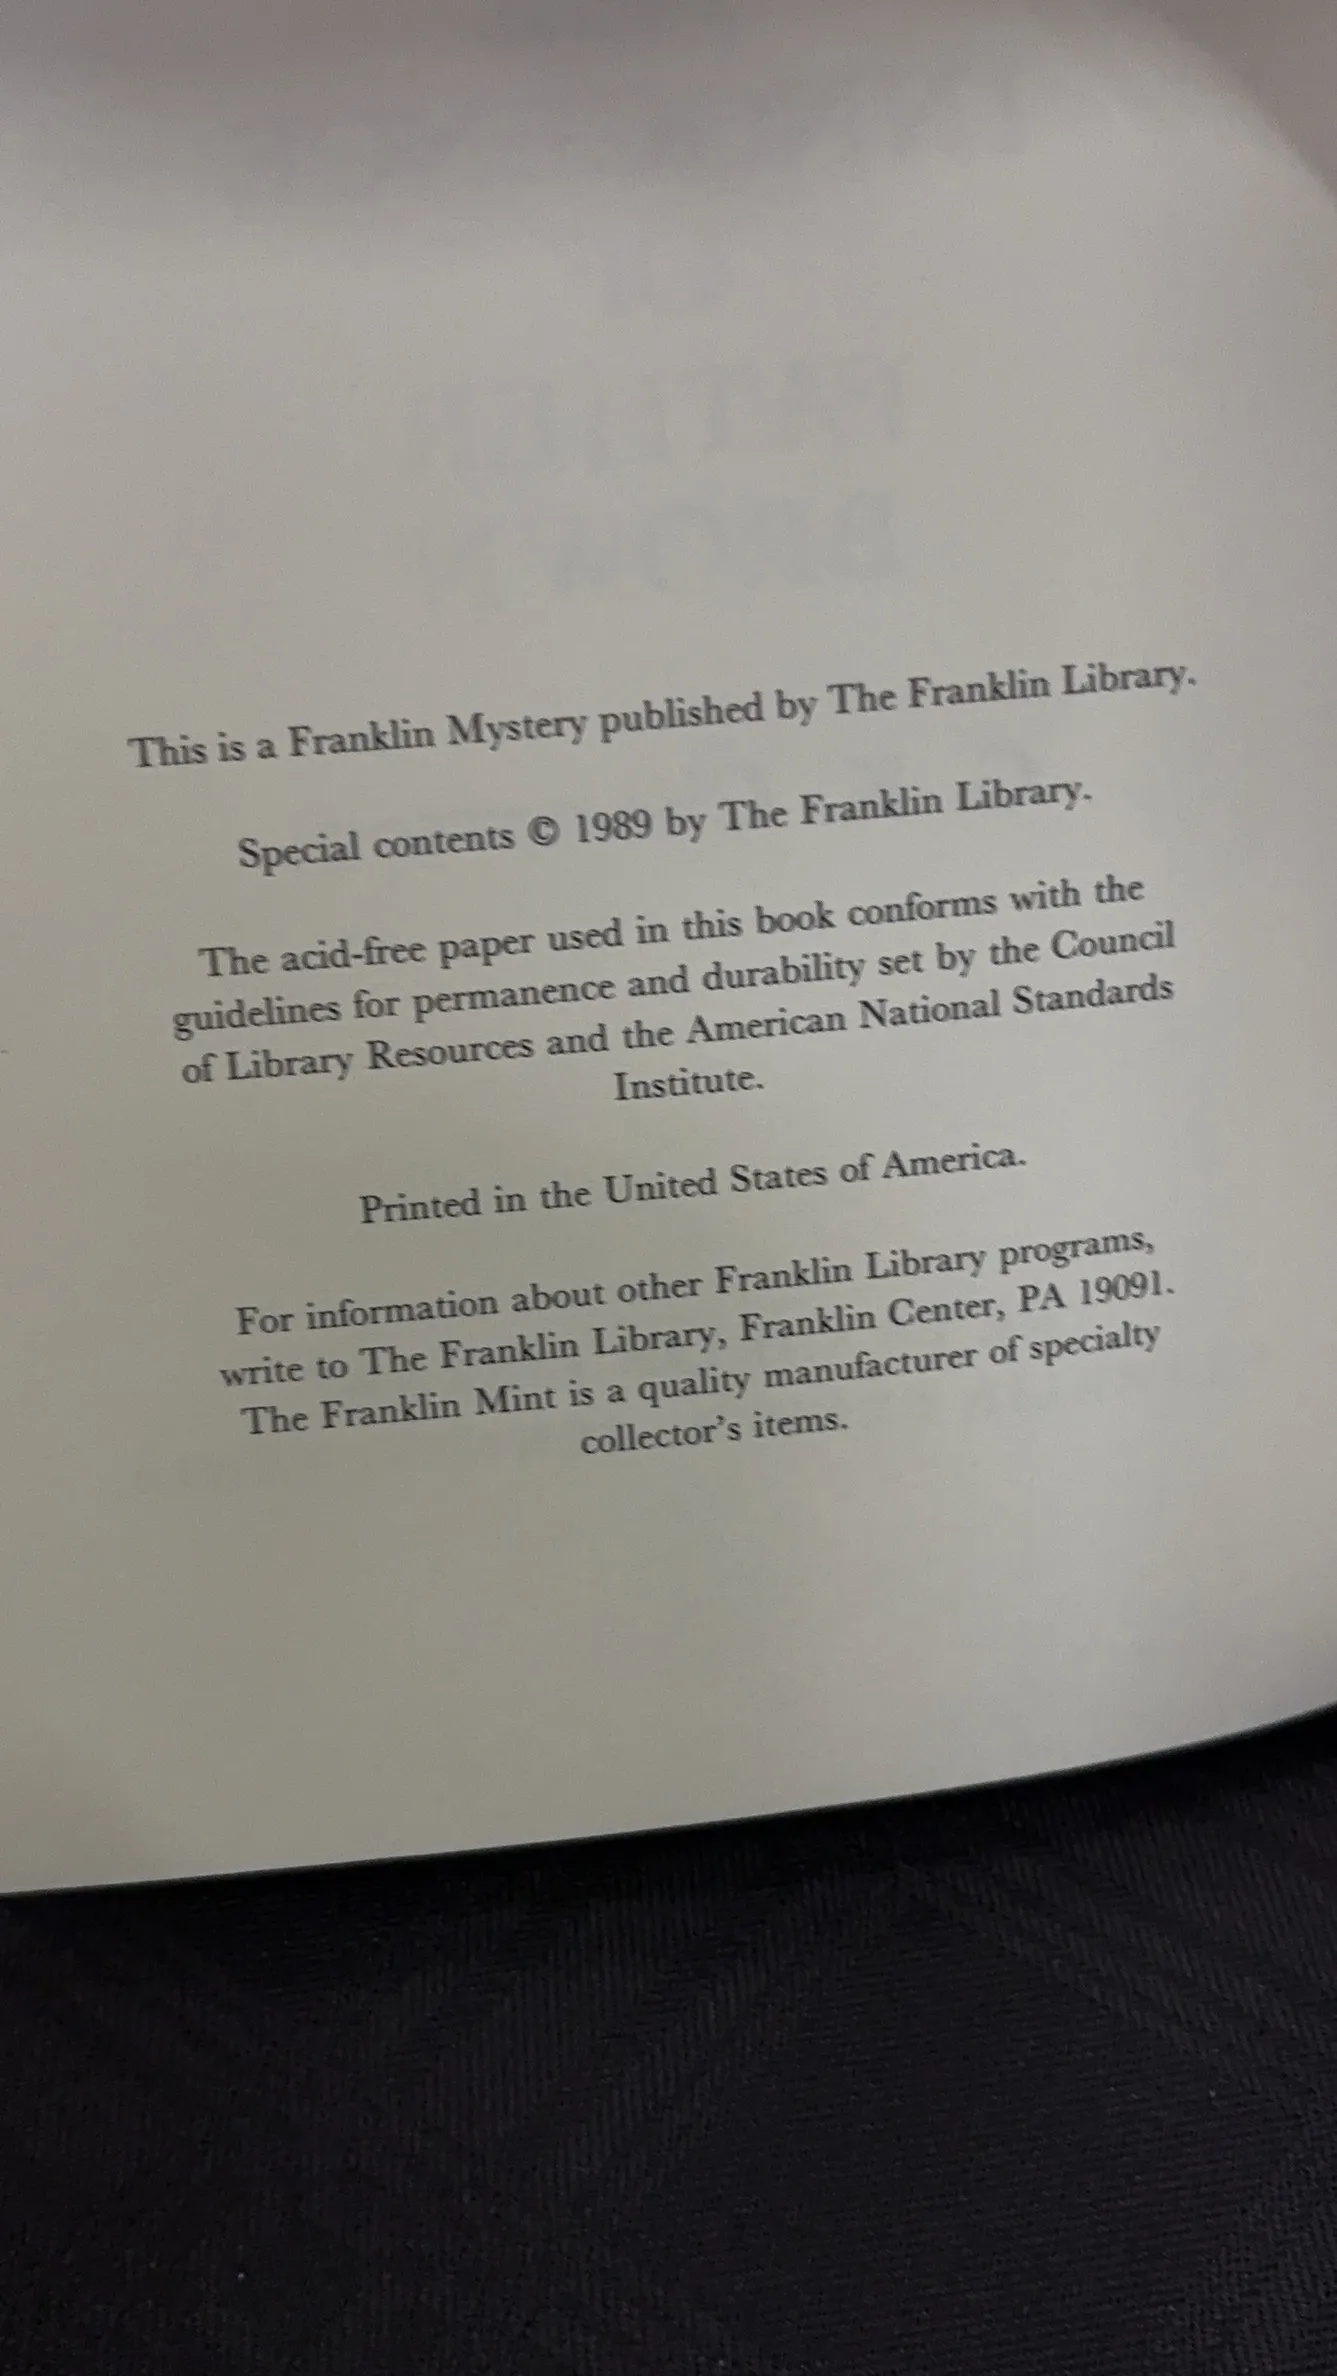 This is a Franklin Mystery published by The Franklin Library.
Special contents © 1989 by The Franklin Library.
The acid-free paper used in this book conforms with the
guidelines for permanence and durability set by the Council
of Library Resources and the American National Standards
Institute.
Printed in the United States of America.
For information about other Franklin Library programs,
write to The Franklin Library, Franklin Center, PA 19091.
The Franklin Mint is a quality manufacturer of specialty
collector's items.